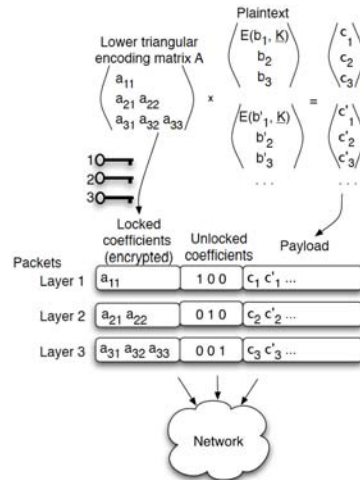 Lower triangular
encoding matrix A
a11
a21 a22
a31 a32 a33
x
Plaintext
E(b1, K)
b2
b3
E(b'1, K)
b'2
b'3
. . .
=
c1
c2
c3
c'1
c'2
c'3
. . .
1
2
3
Locked
coefficients
(encrypted)
Unlocked
coefficients
Payload
Packets
Layer 1 a11 1 0 0 c1 c'1 ...
Layer 2 a21 a22 0 1 0 c2 c'2 ...
Layer 3 a31 a32 a33 0 0 1 c3 c'3 ...
Network